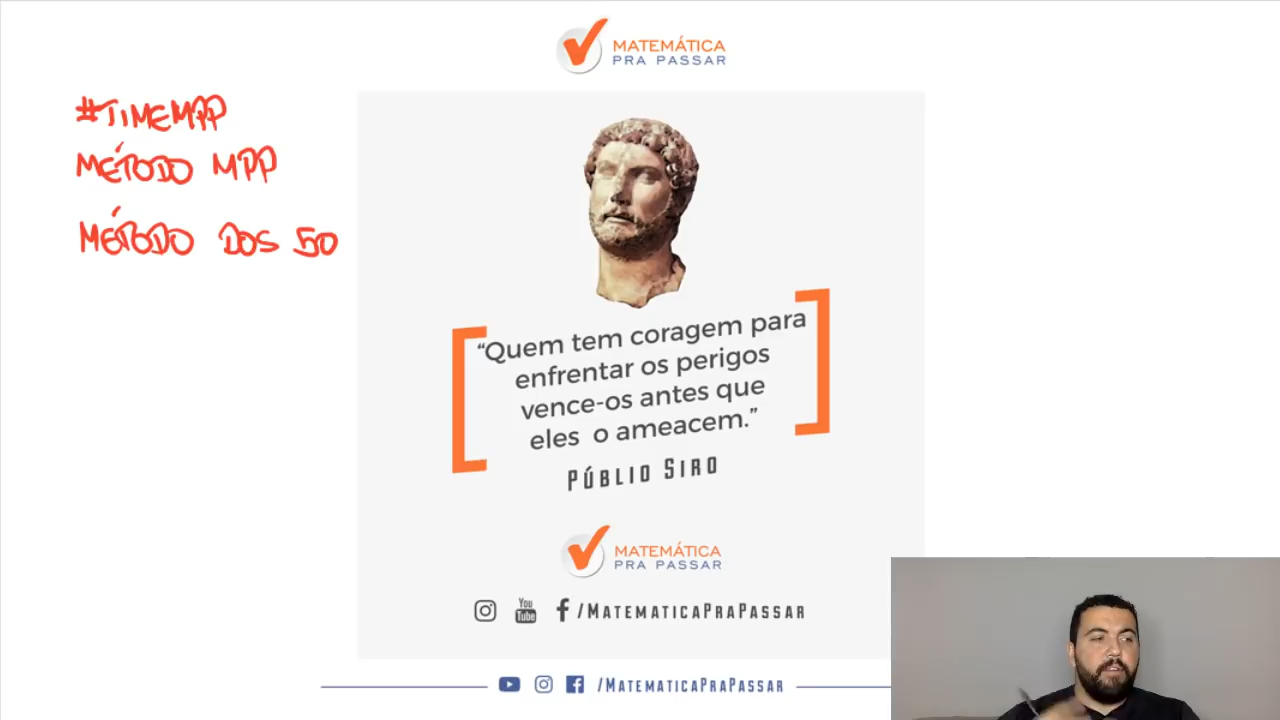 MATEMÁTICA
PRA PASSAR
#TIMEMPP
MÉTODO MPP
MÉTODO DOS 50
“Quem tem coragem para
enfrentar os perigos
vence-os antes que
eles o ameacem.”
PÚBLIO SIRO
MATEMÁTICA
PRA PASSAR
You
Tube
/MATEMATICAPRAPASSAR
/MATEMATICAPRAPASSAR